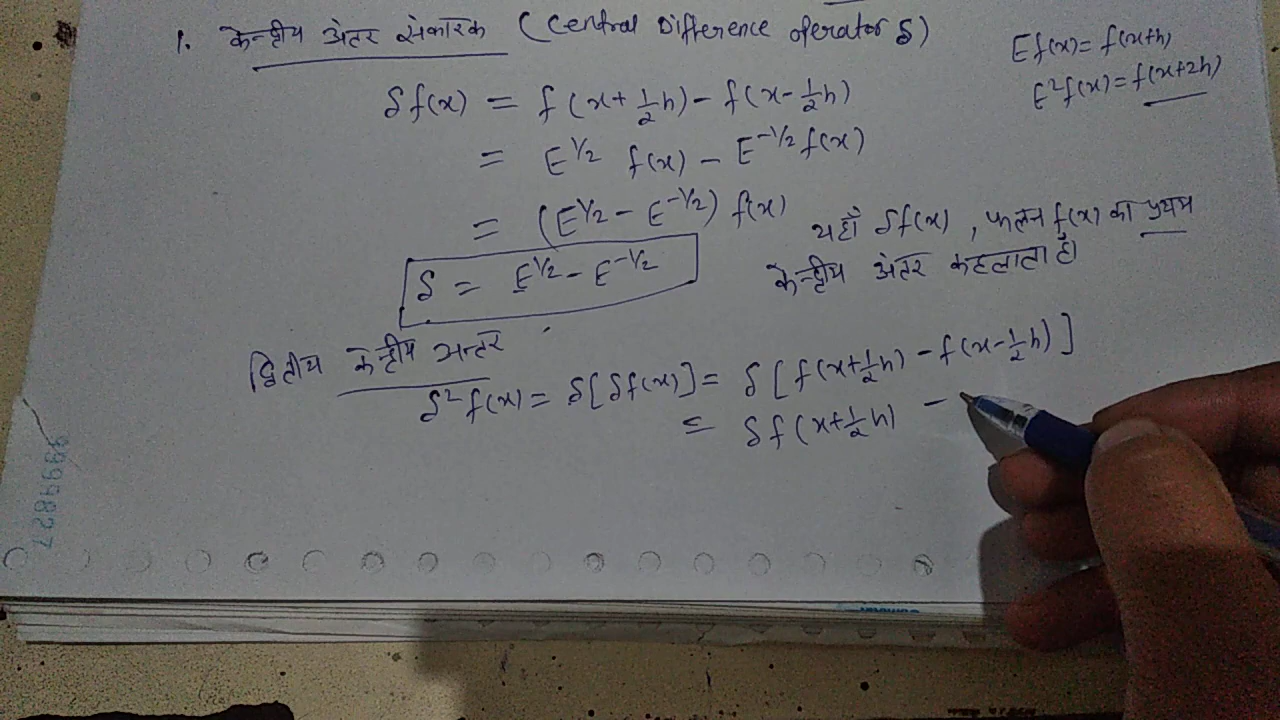 1. केन्द्रीय अंतर संकारक (Central Difference operator δ)
Ef(x) = f(x+h)
E²f(x) = f(x+2h)
δf(x) = f(x+½h) - f(x-½h)
= E^½ f(x) - E^-½ f(x)
= (E^½ - E^-½) f(x)
δ = E^½ - E^-½
यहाँ δf(x), फलन f(x) का प्रथम
केन्द्रीय अंतर कहलाता है।
द्वितीय केन्द्रीय अन्तर
δ²f(x) = δ[δf(x)] = δ[f(x+½h) - f(x-½h)]
= δf(x+½h) -